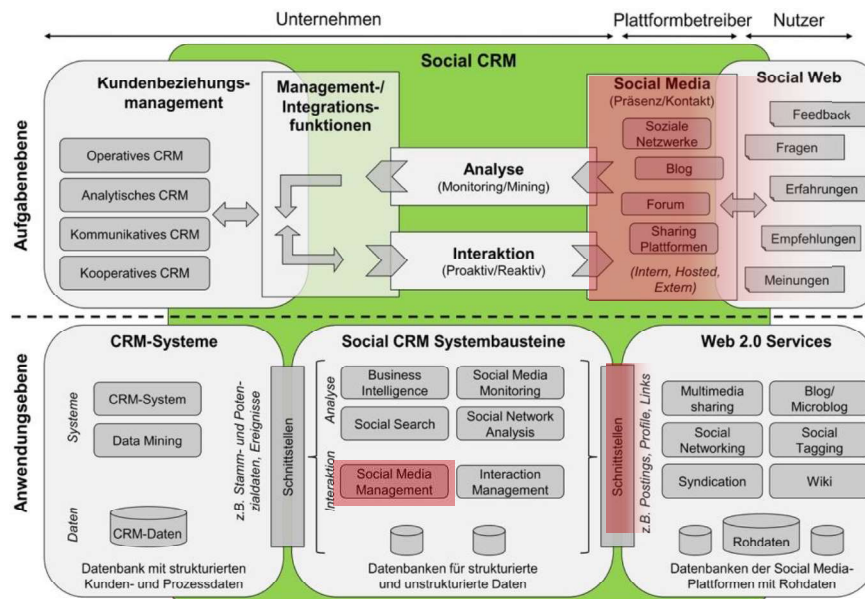 Unternehmen
Plattformbetreiber
Nutzer
Aufgabenebene
Social CRM
Kundenbeziehungs-
management
Operatives CRM
Analytisches CRM
Kommunikatives CRM
Kooperatives CRM
Management-/
Integrations-
funktionen
Analyse
(Monitoring/Mining)
Interaktion
(Proaktiv/Reaktiv)
Social Media
(Präsenz/Kontakt)
Soziale
Netzwerke
Blog
Forum
Sharing
Plattformen
(Intern, Hosted,
Extern)
Social Web
Feedback
Fragen
Erfahrungen
Empfehlungen
Meinungen
Anwendungsebene
CRM-Systeme
Systeme
CRM-System
Data Mining
Daten
CRM-Daten
Datenbank mit strukturierten
Kunden- und Prozessdaten
z.B. Stamm- und Poten-
zialdaten, Ereignisse
Schnittstellen
Social CRM Systembausteine
Analyse
Business
Intelligence
Social Media
Monitoring
Social Search
Social Network
Analysis
Interaktion
Social Media
Management
Interaction
Management
Datenbanken für strukturierte
und unstrukturierte Daten
Schnittstellen
z.B. Postings, Profile, Links
Web 2.0 Services
Multimedia
sharing
Blog/
Microblog
Social
Networking
Social
Tagging
Syndication
Wiki
Rohdaten
Datenbanken der Social Media-
Plattformen mit Rohdaten